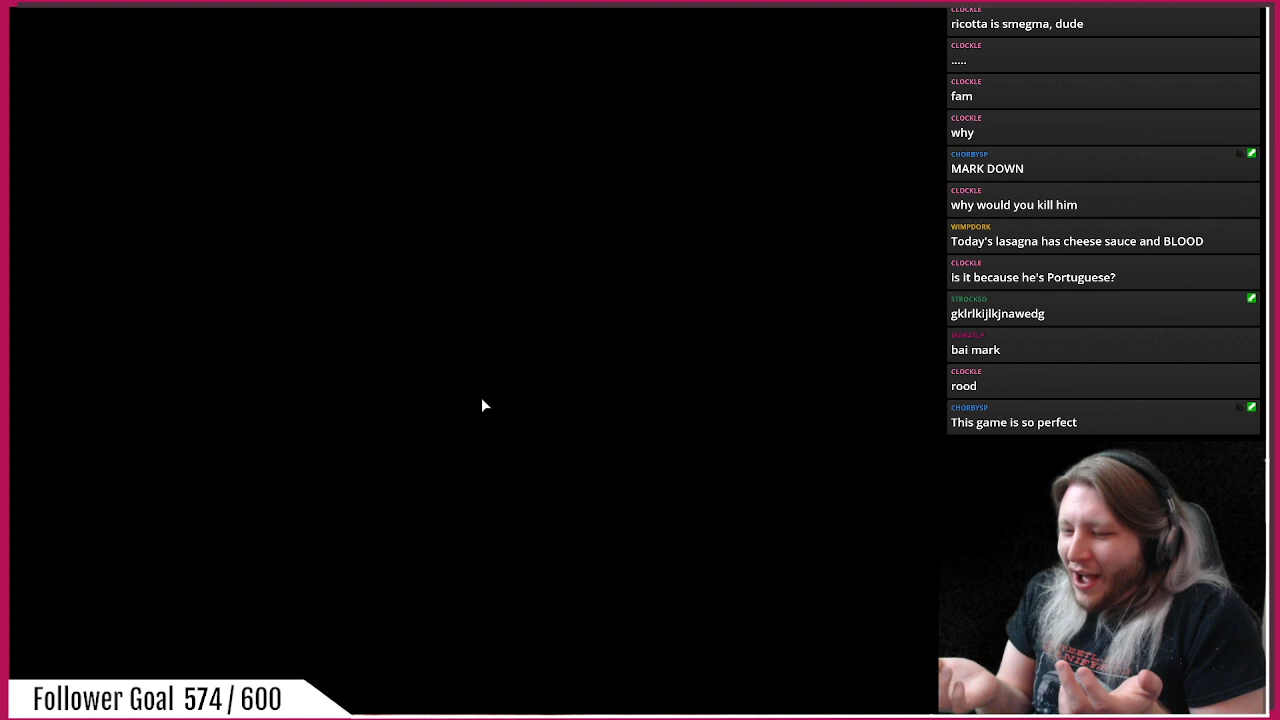 CLOCKLE
ricotta is smegma, dude
CLOCKLE
.....
CLOCKLE
fam
CLOCKLE
why
CHORBYSP
MARK DOWN
CLOCKLE
why would you kill him
WIMPDORK
Today's lasagna has cheese sauce and BLOOD
CLOCKLE
Is it because he's Portuguese?
STROCKSO
gklrlkijlkjnawedg
bai mark
CLOCKLE
rood
CHORBYSP
This game is so perfect
Follower Goal 574 / 600